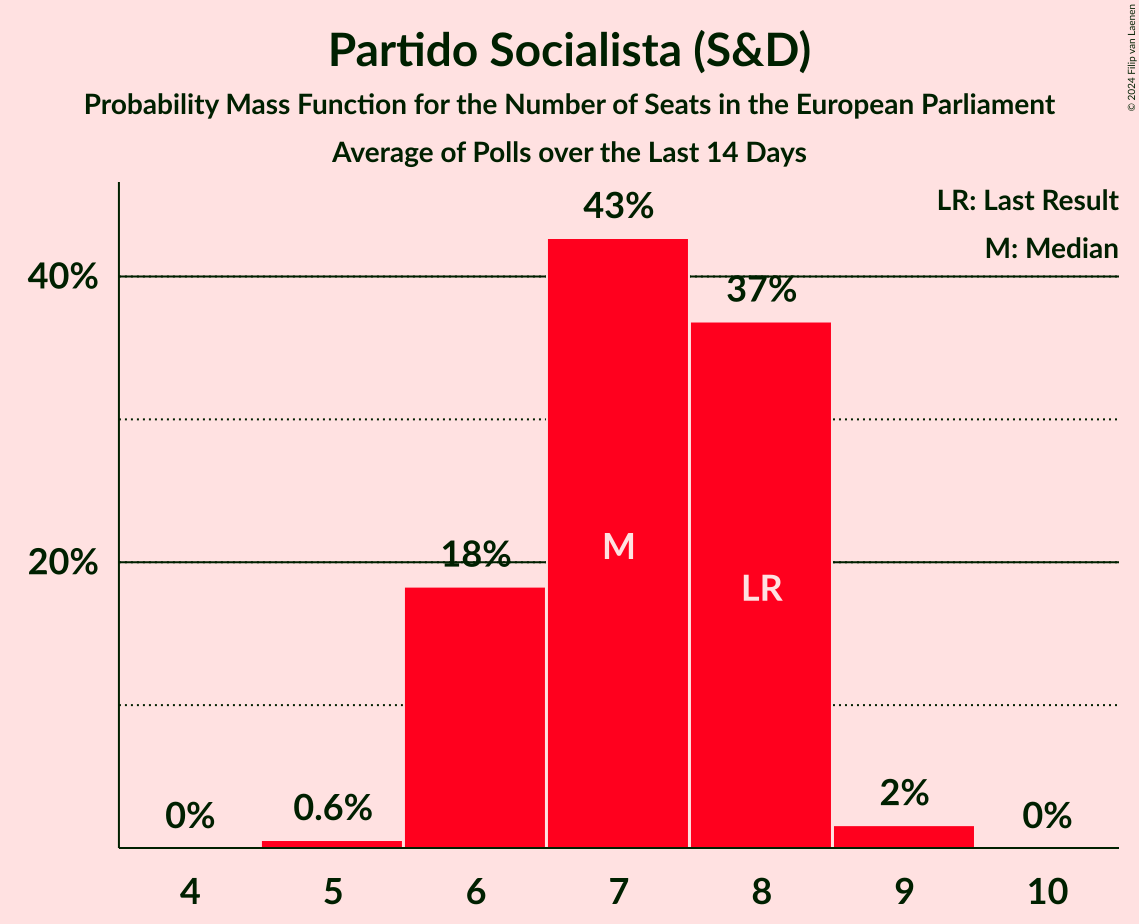 Partido Socialista (S&D)
Probability Mass Function for the Number of Seats in the European Parliament
Average of Polls over the Last 14 Days
© 2024 Filip van Laenen
LR: Last Result
M: Median
43%
40%
37%
18%
20%
M
LR
0%
0.6%
2%
0%
4 5 6 7 8 9 10